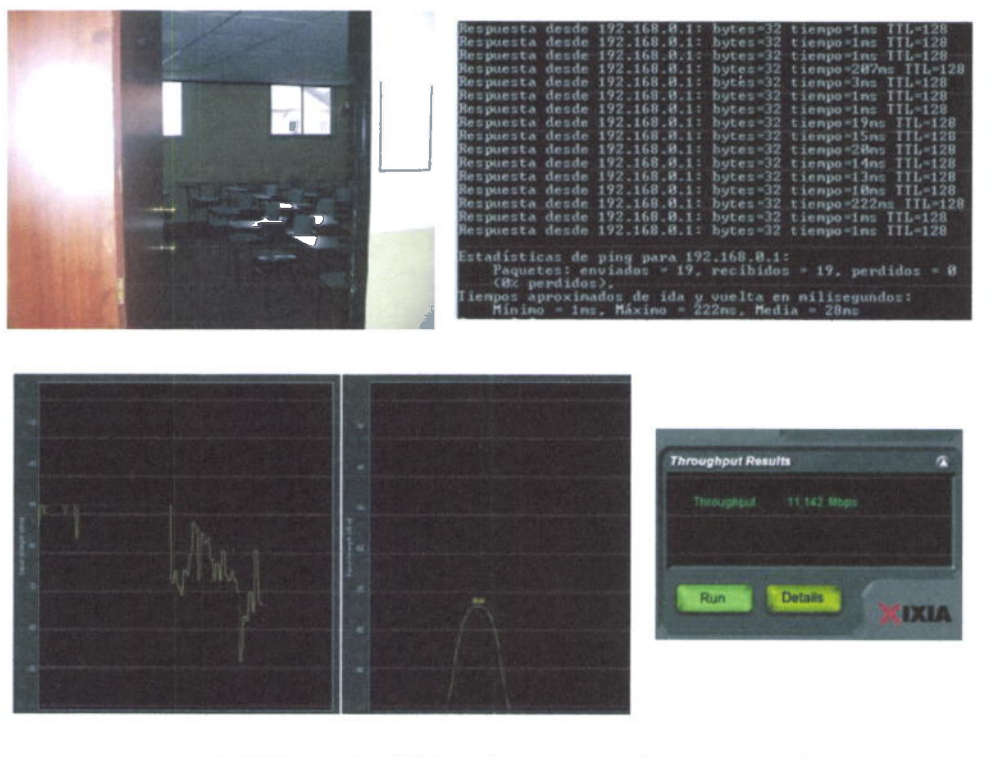 Respuesta desde 192.168.0.1: bytes=32 tiempo=1ms TTL=128
Respuesta desde 192.168.0.1: bytes=32 tiempo=1ms TTL=128
Respuesta desde 192.168.0.1: bytes=32 tiempo=1ms TTL=128
Respuesta desde 192.168.0.1: bytes=32 tiempo=207ms TTL=128
Respuesta desde 192.168.0.1: bytes=32 tiempo=3ms TTL=128
Respuesta desde 192.168.0.1: bytes=32 tiempo=1ms TTL=128
Respuesta desde 192.168.0.1: bytes=32 tiempo=1ms TTL=128
Respuesta desde 192.168.0.1: bytes=32 tiempo=19ms TTL=128
Respuesta desde 192.168.0.1: bytes=32 tiempo=15ms TTL=128
Respuesta desde 192.168.0.1: bytes=32 tiempo=20ms TTL=128
Respuesta desde 192.168.0.1: bytes=32 tiempo=14ms TTL=128
Respuesta desde 192.168.0.1: bytes=32 tiempo=13ms TTL=128
Respuesta desde 192.168.0.1: bytes=32 tiempo=10ms TTL=128
Respuesta desde 192.168.0.1: bytes=32 tiempo=222ms TTL=128
Respuesta desde 192.168.0.1: bytes=32 tiempo=1ms TTL=128
Respuesta desde 192.168.0.1: bytes=32 tiempo=1ms TTL=128
Estadísticas de ping para 192.168.0.1:
Paquetes: enviados = 19, recibidos = 19, perdidos = 0
(0% perdidos),
Tiempos aproximados de ida y vuelta en milisegundos:
Mínimo = 1ms, Máximo = 222ms, Media = 28ms
Throughput Results
Throughput 11,142 Mbps
Run Details
IXIA